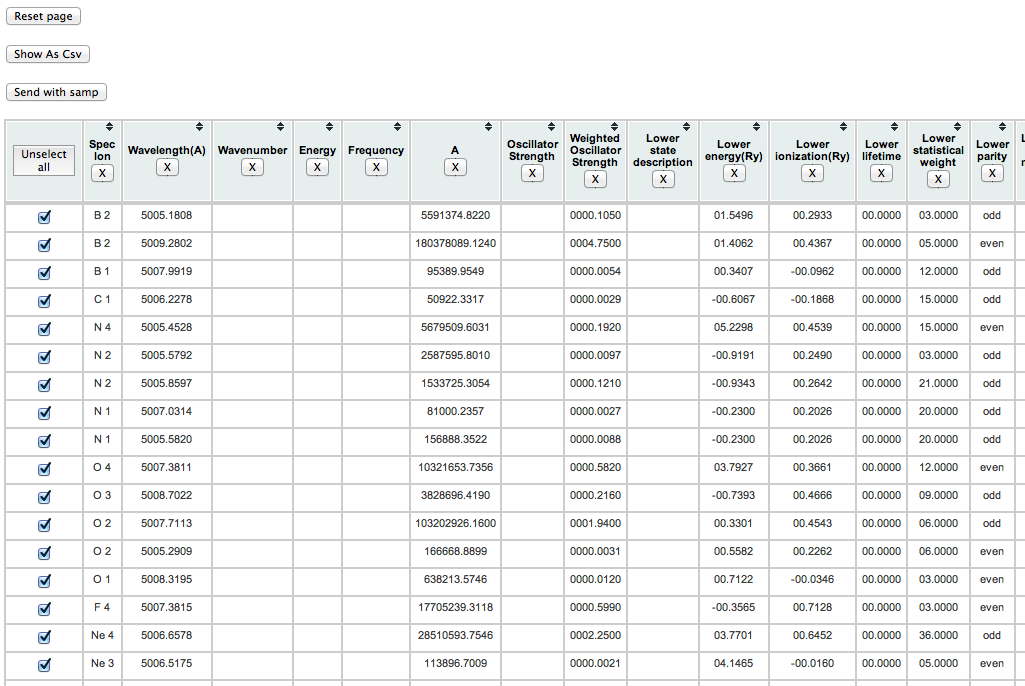 Reset page
Show As Csv
Send with samp
Unselect all Spec Ion X Wavelength(A) X Wavenumber X Energy X Frequency X A X Oscillator Strength X Weighted Oscillator Strength X Lower state description X Lower energy(Ry) X Lower ionization(Ry) X Lower lifetime X Lower statistical weight X Lower parity X
B 2 5005.1808 5591374.8220 0000.1050 01.5496 00.2933 00.0000 03.0000 odd
B 2 5009.2802 180378089.1240 0004.7500 01.4062 00.4367 00.0000 05.0000 even
B 1 5007.9919 95389.9549 0000.0054 00.3407 -00.0962 00.0000 12.0000 odd
C 1 5006.2278 50922.3317 0000.0029 -00.6067 -00.1868 00.0000 15.0000 odd
N 4 5005.4528 5679509.6031 0000.1920 05.2298 00.4539 00.0000 15.0000 even
N 2 5005.5792 2587595.8010 0000.0097 -00.9191 00.2490 00.0000 03.0000 odd
N 2 5005.8597 1533725.3054 0000.1210 -00.9343 00.2642 00.0000 21.0000 odd
N 1 5007.0314 81000.2357 0000.0027 -00.2300 00.2026 00.0000 20.0000 odd
N 1 5005.5820 156888.3522 0000.0088 -00.2300 00.2026 00.0000 20.0000 odd
O 4 5007.3811 10321653.7356 0000.5820 03.7927 00.3661 00.0000 12.0000 even
O 3 5008.7022 3828696.4190 0000.2160 -00.7393 00.4666 00.0000 09.0000 odd
O 2 5007.7113 103202926.1600 0001.9400 00.3301 00.4543 00.0000 06.0000 odd
O 2 5005.2909 166668.8899 0000.0031 00.5582 00.2262 00.0000 06.0000 even
O 1 5008.3195 638213.5746 0000.0120 00.7122 -00.0346 00.0000 03.0000 even
F 4 5007.3815 17705239.3118 0000.5990 -00.3565 00.7128 00.0000 03.0000 even
Ne 4 5006.6578 28510593.7546 0002.2500 03.7701 00.6452 00.0000 36.0000 odd
Ne 3 5006.5175 113896.7009 0000.0021 04.1465 -00.0160 00.0000 05.0000 even